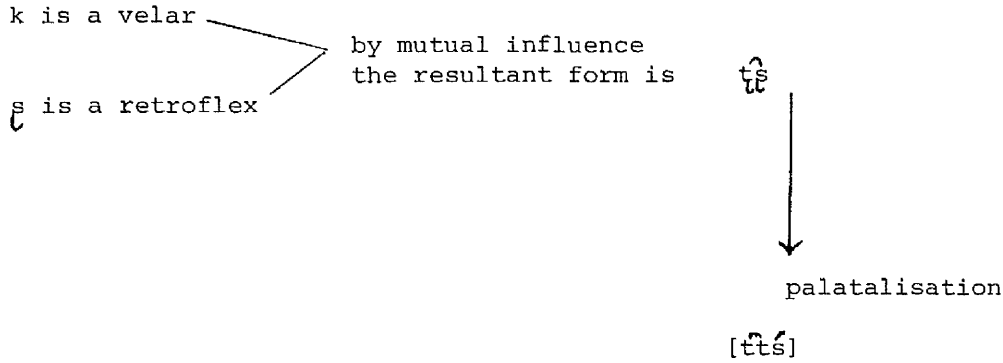 k is a velar
by mutual influence
the resultant form is t̢͡s̢
s̢ is a retroflex
palatalisation
[t͡tś]